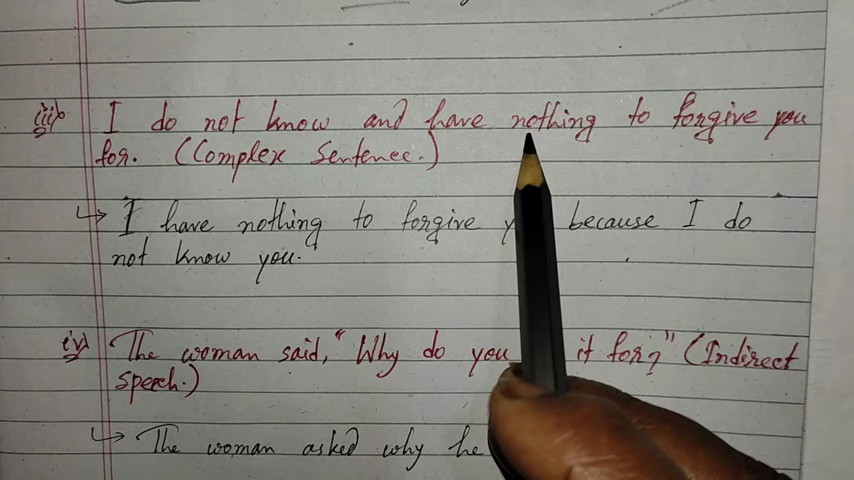 iii) I do not know and have nothing to forgive you
for. (Complex Sentence.)
↳ I have nothing to forgive because I do
not know you.
iv) The woman said, "Why do you it for?" (Indirect
speech.)
↳ The woman asked why he